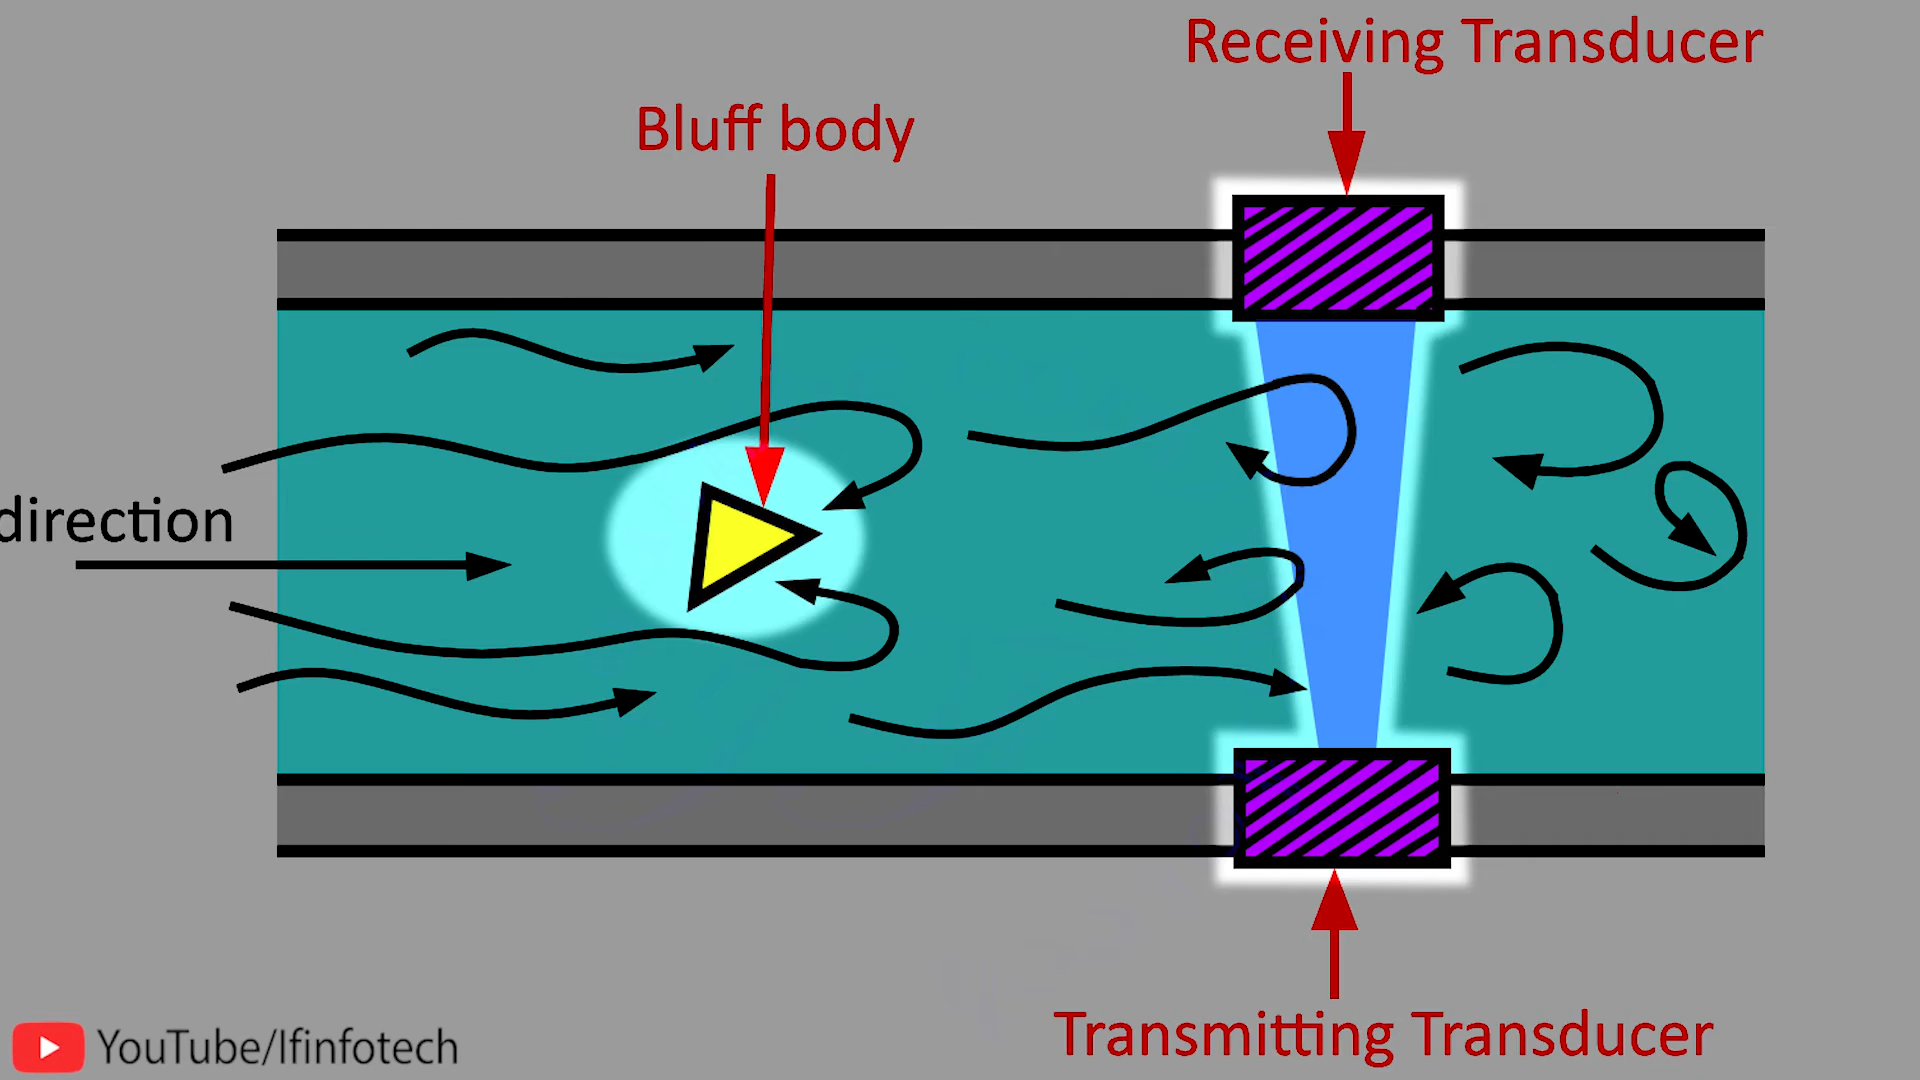 Receiving Transducer
Bluff body
direction
Transmitting Transducer
YouTube/Ifinfotech